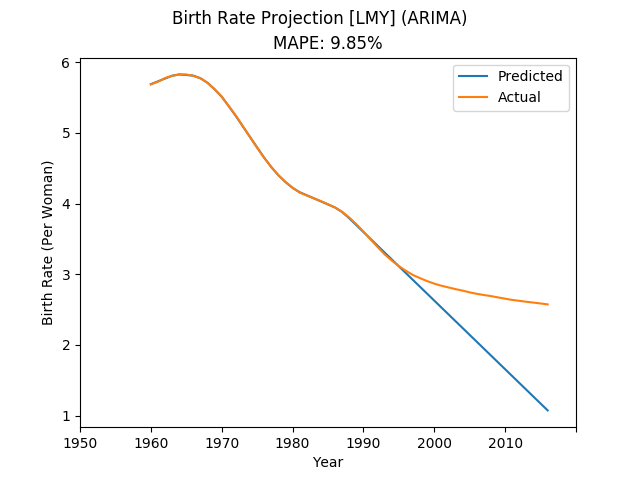 Birth Rate Projection [LMY] (ARIMA)
MAPE: 9.85%
Predicted
Actual
6
5
4
3
2
1
Birth Rate (Per Woman)
1950 1960 1970 1980 1990 2000 2010
Year